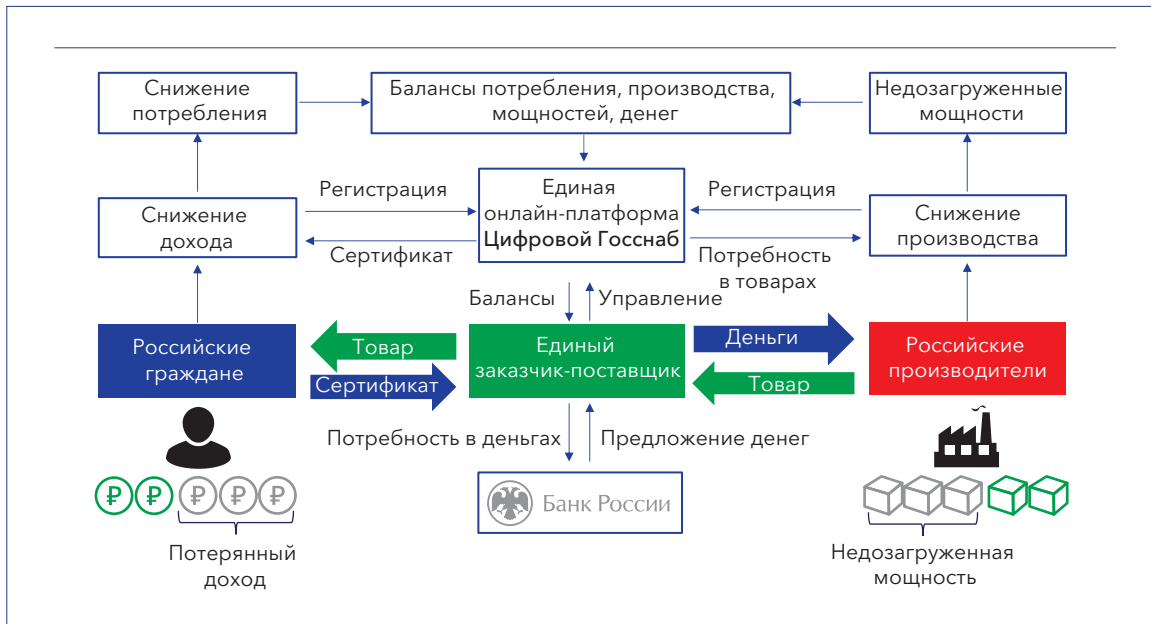 Снижение
потребления
Балансы потребления, производства,
мощностей, денег
Недозагруженные
мощности
Регистрация
Единая
онлайн-платформа
Цифровой Госснаб
Регистрация
Снижение
дохода
Сертификат
Потребность
в товарах
Снижение
производства
Балансы
Управление
Российские
граждане
Товар
Сертификат
Единый
заказчик-поставщик
Деньги
Товар
Российские
производители
Потребность в деньгах
Предложение денег
₽ ₽ ₽ ₽ ₽
Банк России
Потерянный
доход
Недозагруженная
мощность